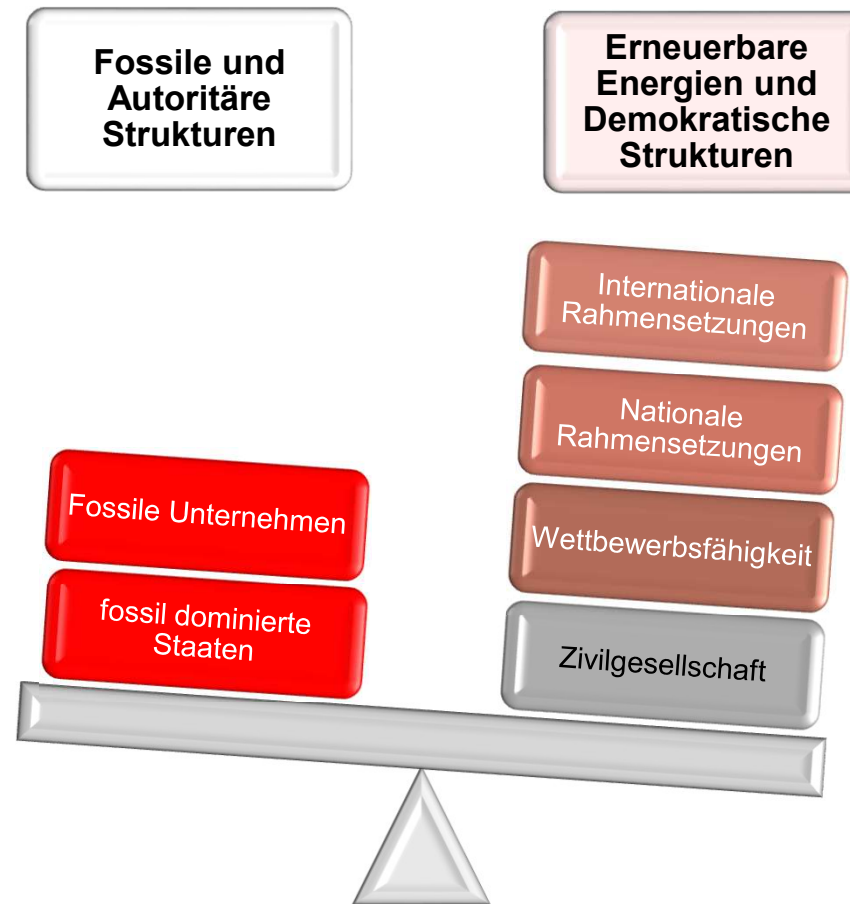 Fossile und
Autoritäre
Strukturen
Erneuerbare
Energien und
Demokratische
Strukturen
Internationale
Rahmensetzungen
Nationale
Rahmensetzungen
Wettbewerbsfähigkeit
Zivilgesellschaft
Fossile Unternehmen
fossil dominierte
Staaten